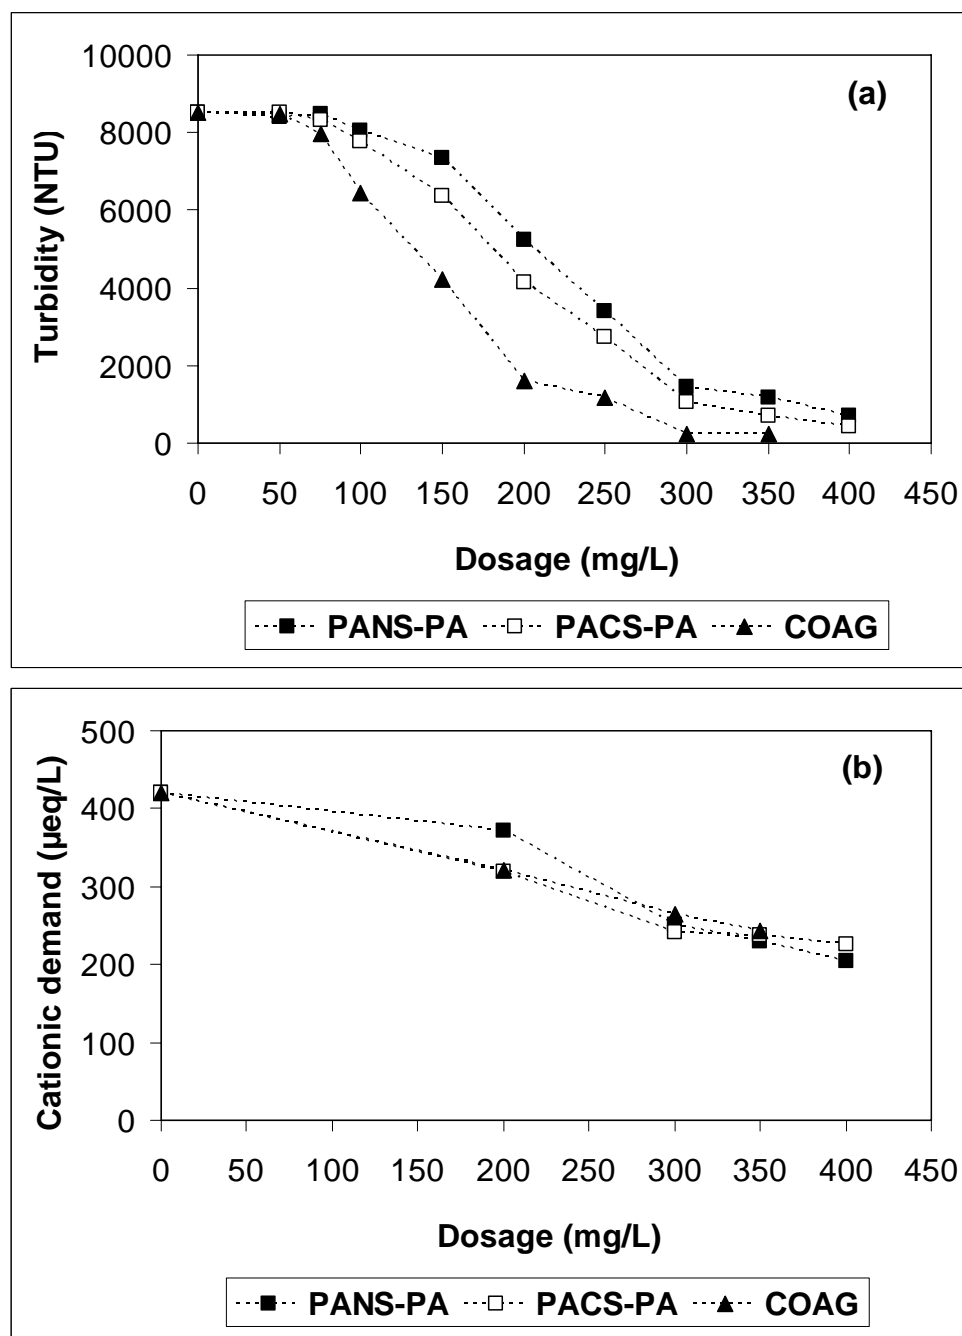 10000
(a)
8000
6000
4000
2000
0
Turbidity (NTU)
0 50 100 150 200 250 300 350 400 450
Dosage (mg/L)
PANS-PA PACS-PA COAG
500
(b)
400
300
200
100
0
Cationic demand (µeq/L)
0 50 100 150 200 250 300 350 400 450
Dosage (mg/L)
PANS-PA PACS-PA COAG